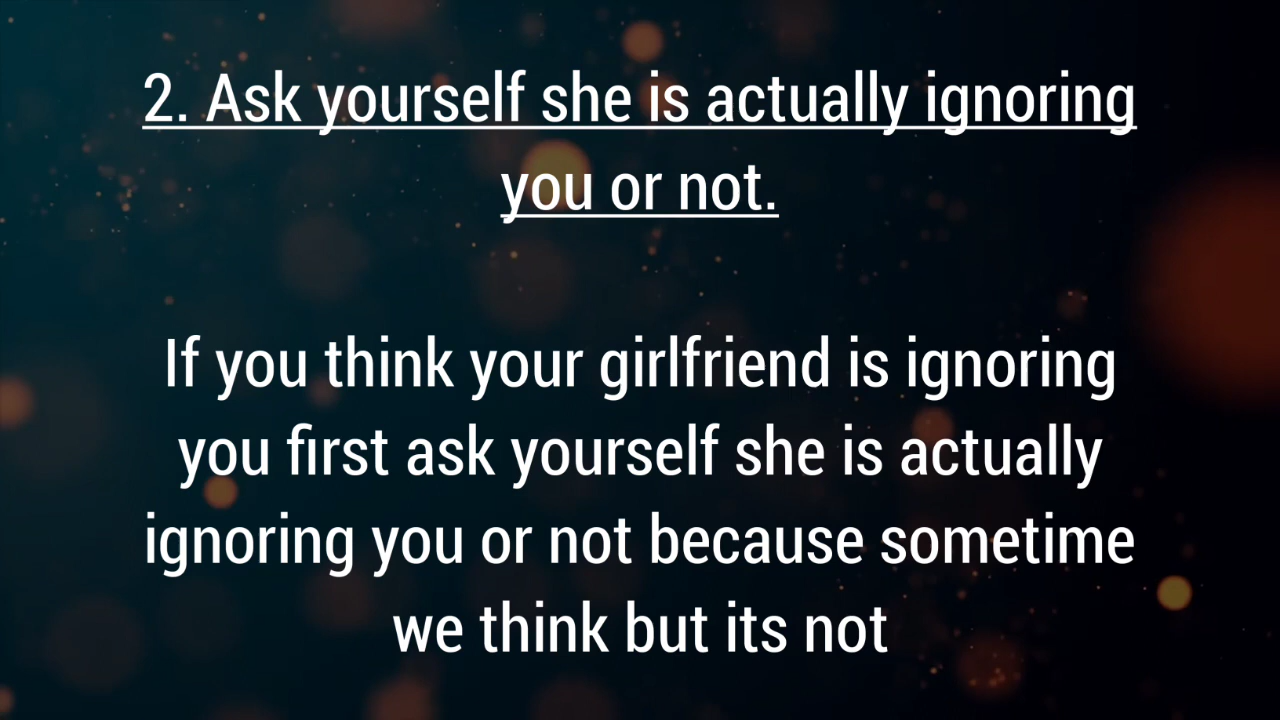 2. Ask yourself she is actually ignoring
you or not.
If you think your girlfriend is ignoring
you first ask yourself she is actually
ignoring you or not because sometime
we think but its not